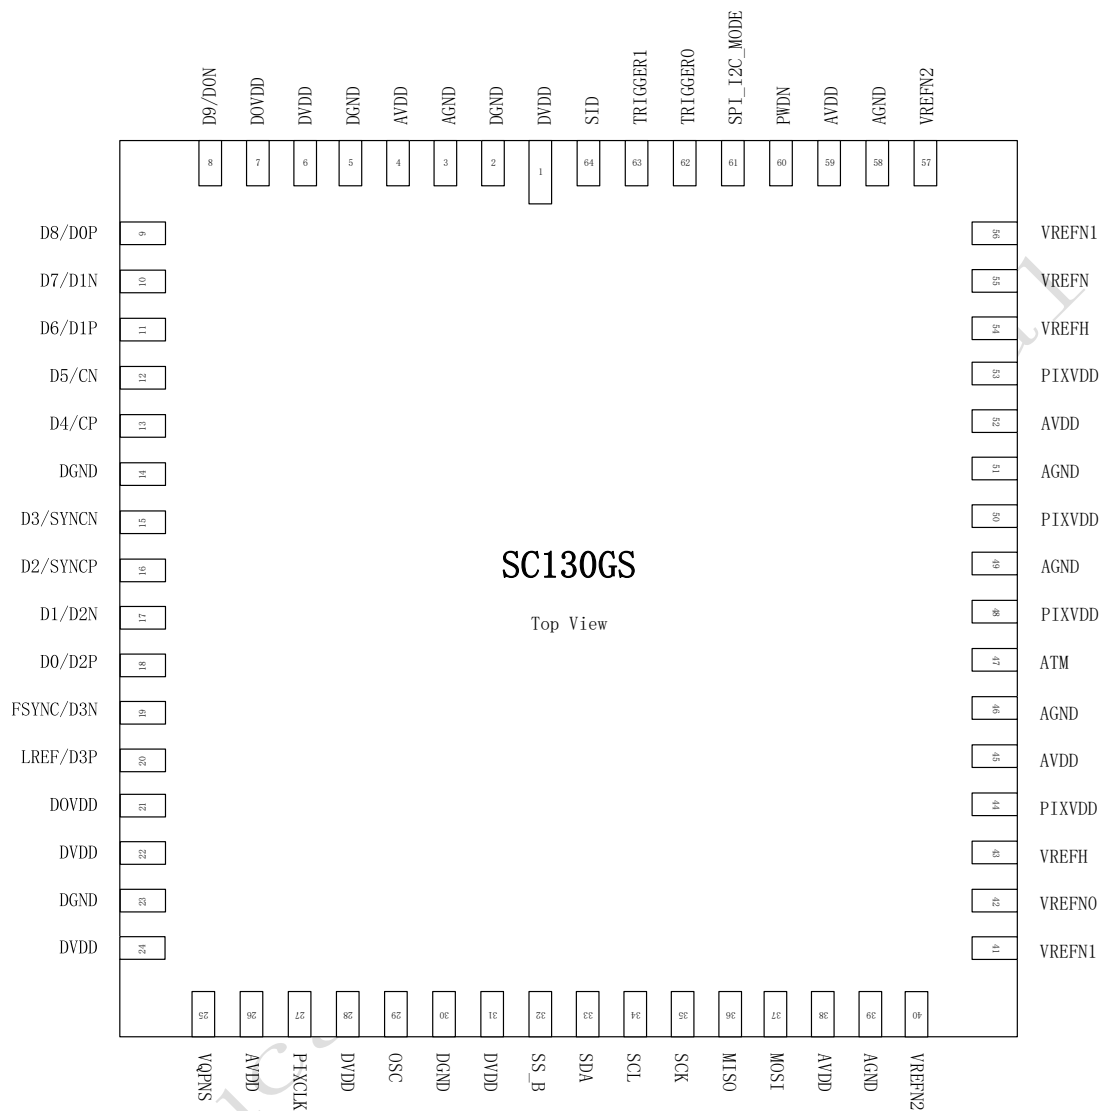 D9/D0N
DOVDD
DVDD
DGND
AVDD
AGND
DGND
DVDD
SID
TRIGGER1
TRIGGER0
SPI_I2C_MODE
PWDN
AVDD
AGND
VREFN2
8
7
6
5
4
3
2
1
64
63
62
61
60
59
58
57
D8/D0P 9
D7/D1N 10
D6/D1P 11
D5/CN 12
D4/CP 13
DGND 14
D3/SYNCN 15
D2/SYNCP 16
D1/D2N 17
D0/D2P 18
FSYNC/D3N 19
LREF/D3P 20
DOVDD 21
DVDD 22
DGND 23
DVDD 24
SC130GS
Top View
56 VREFN1
55 VREFN
54 VREFH
53 PIXVDD
52 AVDD
51 AGND
50 PIXVDD
49 AGND
48 PIXVDD
47 ATM
46 AGND
45 AVDD
44 PIXVDD
43 VREFH
42 VREFN0
41 VREFN1
25
26
27
28
29
30
31
32
33
34
35
36
37
38
39
40
VQPNS
AVDD
PIXCLK
DVDD
OSC
DGND
DVDD
SS_B
SDA
SCL
SCK
MISO
MOSI
AVDD
AGND
VREFN2